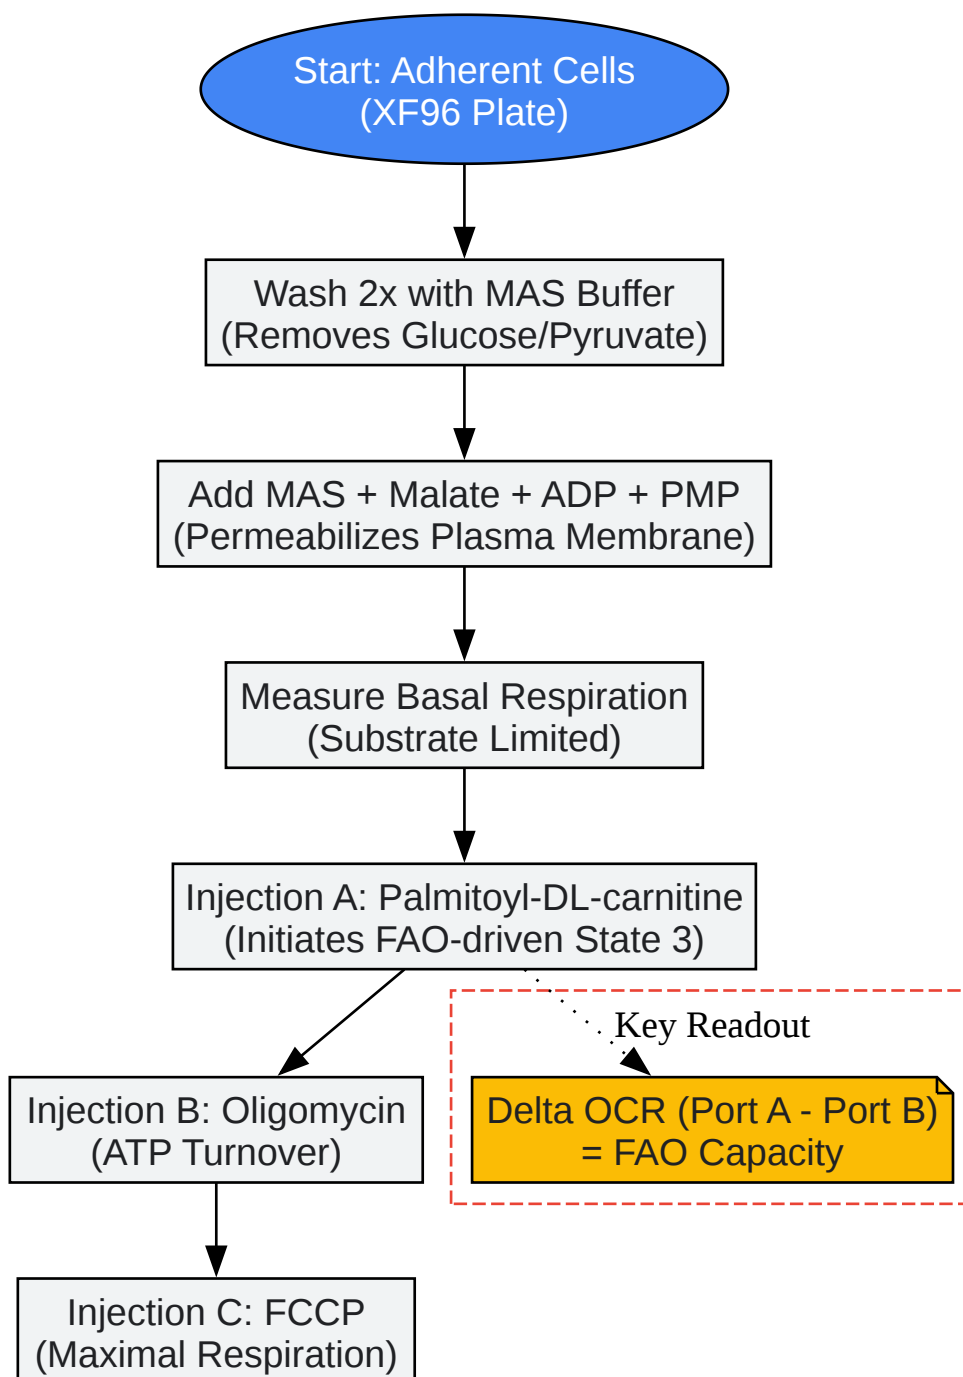 Start: Adherent Cells
(XF96 Plate)
Wash 2x with MAS Buffer
(Removes Glucose/Pyruvate)
Add MAS + Malate + ADP + PMP
(Permeabilizes Plasma Membrane)
Measure Basal Respiration
(Substrate Limited)
Injection A: Palmitoyl-DL-carnitine
(Initiates FAO-driven State 3)
Key Readout
Injection B: Oligomycin
(ATP Turnover)
Delta OCR (Port A - Port B)
= FAO Capacity
Injection C: FCCP
(Maximal Respiration)